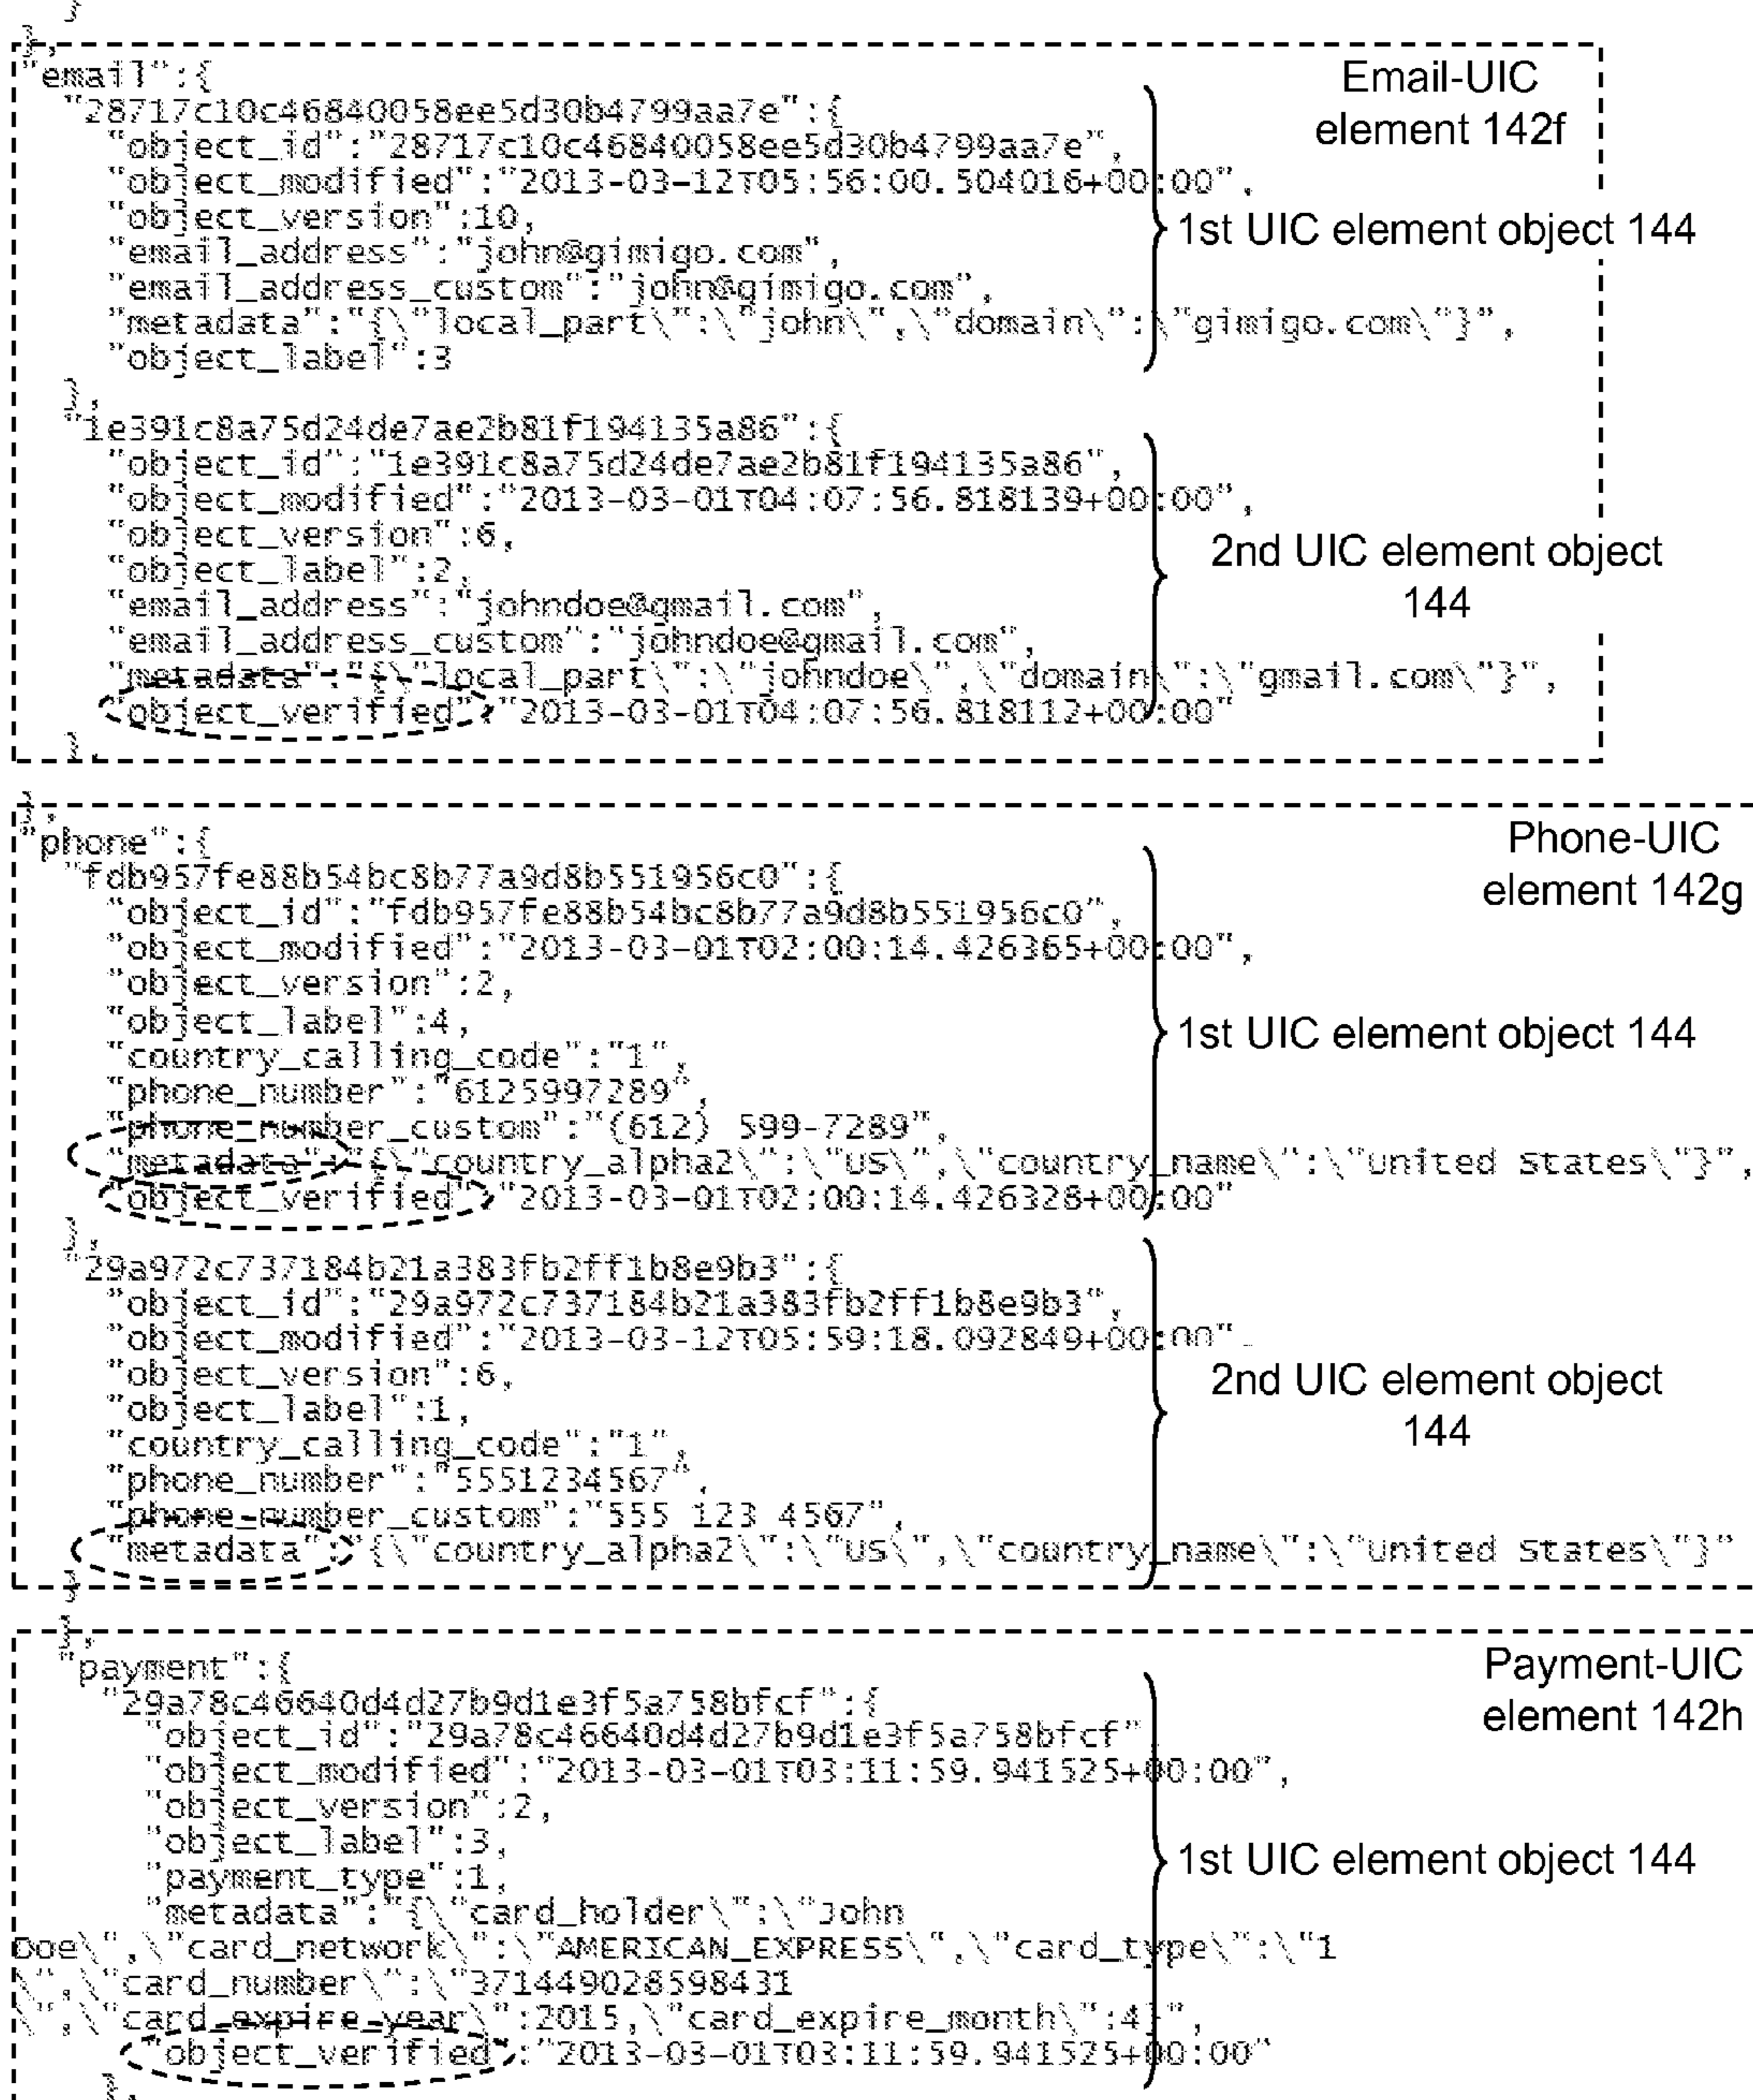 }
},
"email":{
Email-UIC
element 142f
"28717c10c46840058ee5d30b4799aa7e":{
"object_id":"28717c10c46840058ee5d30b4799aa7e",
"object_modified":"2013-03-12T05:56:00.504016+00:00",
"object_version":10,
"email_address":"john@gimigo.com",
"email_address_custom":"john@gimigo.com",
"metadata":"{\"local_part\":\"john\",\"domain\":\"gimigo.com\"}",
"object_label":3
1st UIC element object 144
},
"1e391c8a75d24de7ae2b81f194135a86":{
"object_id":"1e391c8a75d24de7ae2b81f194135a86",
"object_modified":"2013-03-01T04:07:56.818139+00:00",
"object_version":6,
"object_label":2,
"email_address":"johndoe@gmail.com",
"email_address_custom":"johndoe@gmail.com",
"metadata":"{\"local_part\":\"johndoe\",\"domain\":\"gmail.com\"}",
"object_verified":"2013-03-01T04:07:56.818112+00:00"
2nd UIC element object
144
},
},
"phone":{
Phone-UIC
element 142g
"fdb957fe88b54bc8b77a9d8b551956c0":{
"object_id":"fdb957fe88b54bc8b77a9d8b551956c0",
"object_modified":"2013-03-01T02:00:14.426365+00:00",
"object_version":2,
"object_label":4,
"country_calling_code":"1",
"phone_number":"6125997289",
"phone_number_custom":"(612) 599-7289",
"metadata":"{\"country_alpha2\":\"US\",\"country_name\":\"United States\"}",
"object_verified":"2013-03-01T02:00:14.426328+00:00"
1st UIC element object 144
},
"29a972c737184b21a383fb2ff1b8e9b3":{
"object_id":"29a972c737184b21a383fb2ff1b8e9b3",
"object_modified":"2013-03-12T05:59:18.092849+00:00",
"object_version":6,
"object_label":1,
"country_calling_code":"1",
"phone_number":"5551234567",
"phone_number_custom":"555 123 4567",
"metadata":"{\"country_alpha2\":\"US\",\"country_name\":\"United States\"}"
2nd UIC element object
144
}
},
"payment":{
Payment-UIC
element 142h
"29a78c46640d4d27b9d1e3f5a758bfcf":{
"object_id":"29a78c46640d4d27b9d1e3f5a758bfcf"
"object_modified":"2013-03-01T03:11:59.941525+00:00",
"object_version":2,
"object_label":3,
"payment_type":1,
"metadata":"{\"card_holder\":\"John
Doe\",\"card_network\":\"AMERICAN_EXPRESS\",\"card_type\":\"1
\",\"card_number\":\"371449028598431
\",\"card_expire_year\":2015,\"card_expire_month\":4}",
"object_verified":"2013-03-01T03:11:59.941525+00:00"
1st UIC element object 144
},